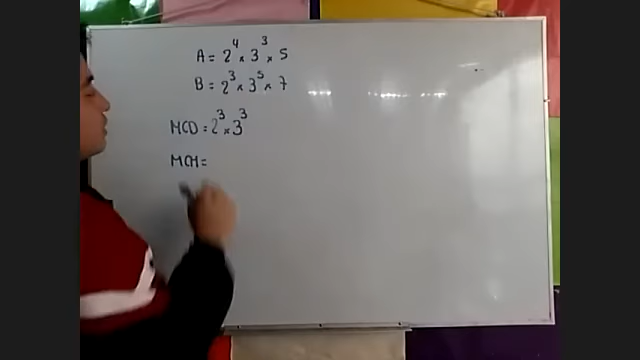 A = 2⁴ × 3³ × 5
B = 2³ × 3⁵ × 7
MCD = 2³ × 3³
MCM =